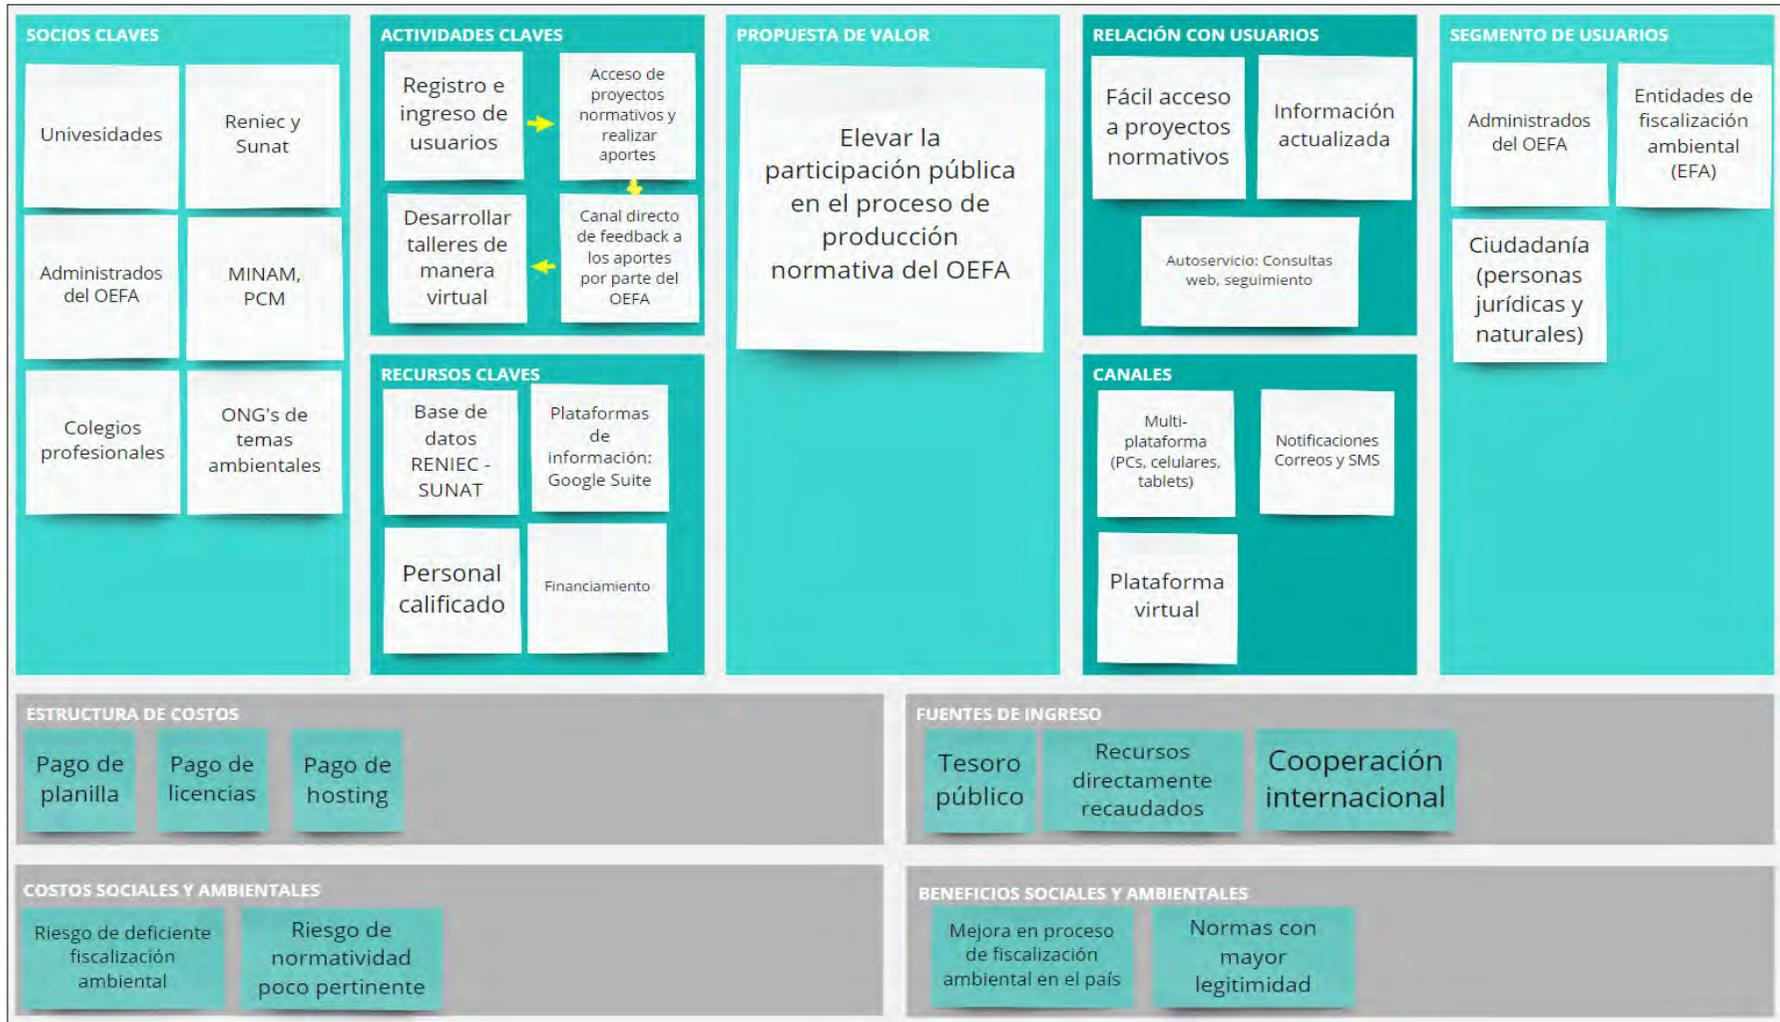 SOCIOS CLAVES
Univesidades
Reniec y
Sunat
Administrados
del OEFA
MINAM,
PCM
Colegios
profesionales
ONG's de
temas
ambientales
ACTIVIDADES CLAVES
Registro e
ingreso de
usuarios
Acceso de
proyectos
normativos y
realizar
aportes
Desarrollar
talleres de
manera
virtual
Canal directo
de feedback a
los aportes
por parte del
OEFA
RECURSOS CLAVES
Base de
datos
RENIEC -
SUNAT
Plataformas
de
información:
Google Suite
Personal
calificado
Financiamiento
PROPUESTA DE VALOR
Elevar la
participación pública
en el proceso de
producción
normativa del OEFA
RELACIÓN CON USUARIOS
Fácil acceso
a proyectos
normativos
Información
actualizada
Autoservicio: Consultas
web, seguimiento
CANALES
Multi-
plataforma
(PCs, celulares,
tablets)
Notificaciones
Correos y SMS
Plataforma
virtual
SEGMENTO DE USUARIOS
Administrados
del OEFA
Entidades de
fiscalización
ambiental
(EFA)
Ciudadanía
(personas
jurídicas y
naturales)
ESTRUCTURA DE COSTOS
Pago de
planilla
Pago de
licencias
Pago de
hosting
FUENTES DE INGRESO
Tesoro
público
Recursos
directamente
recaudados
Cooperación
internacional
COSTOS SOCIALES Y AMBIENTALES
Riesgo de deficiente
fiscalización
ambiental
Riesgo de
normatividad
poco pertinente
BENEFICIOS SOCIALES Y AMBIENTALES
Mejora en proceso
de fiscalización
ambiental en el país
Normas con
mayor
legitimidad